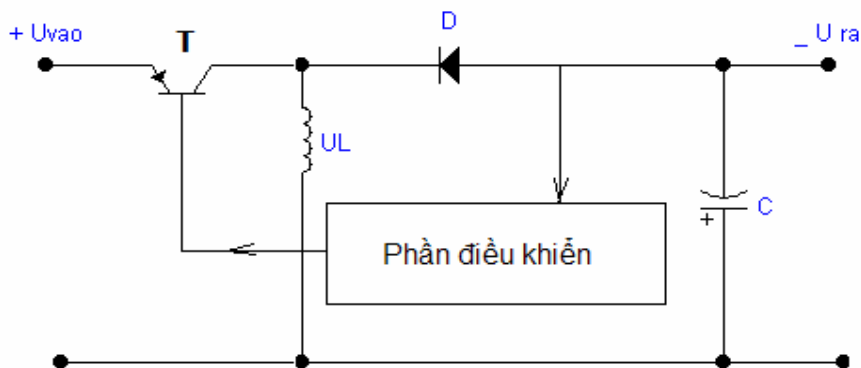 + Uvao
T
D
_ U ra
UL
+ C
Phần điều khiển